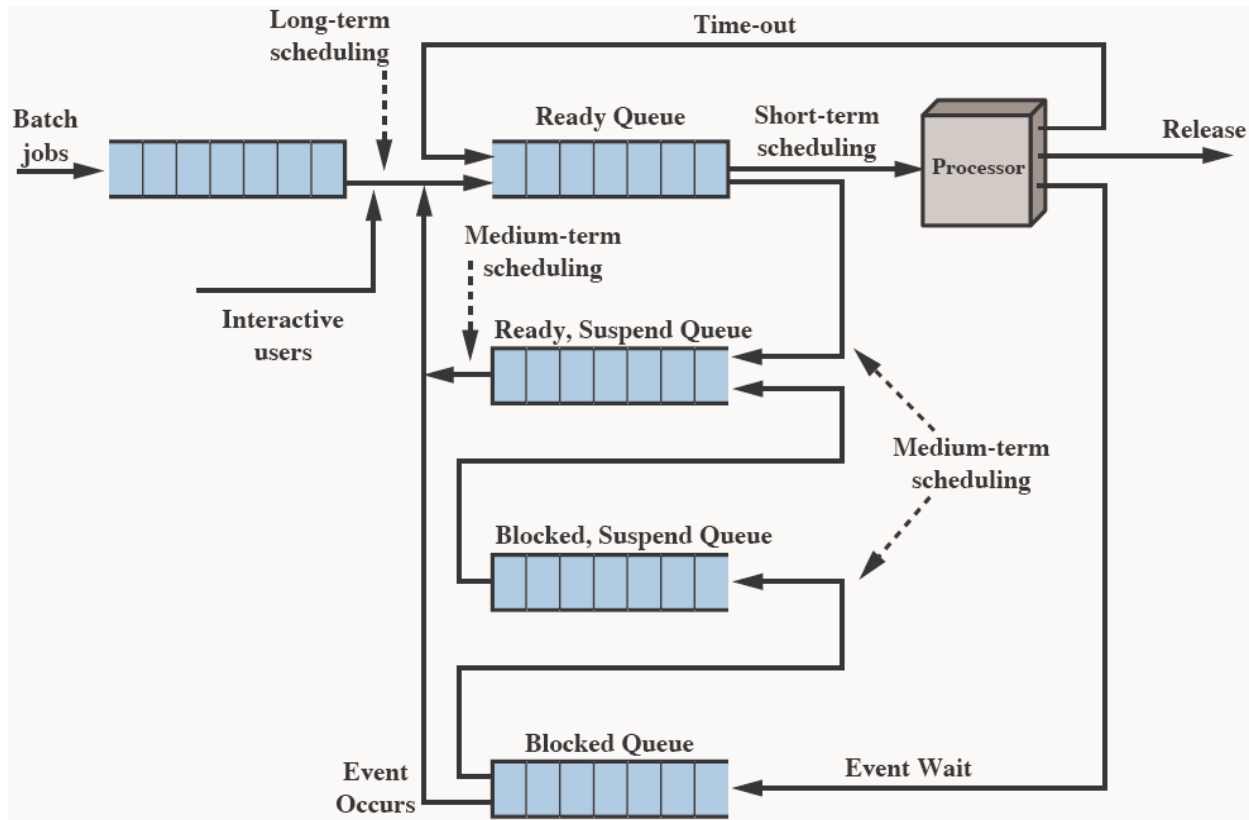 Long-term
scheduling
Time-out
Batch
jobs
Ready Queue
Short-term
scheduling
Release
Processor
Medium-term
scheduling
Interactive
users
Ready, Suspend Queue
Medium-term
scheduling
Blocked, Suspend Queue
Blocked Queue
Event
Occurs
Event Wait